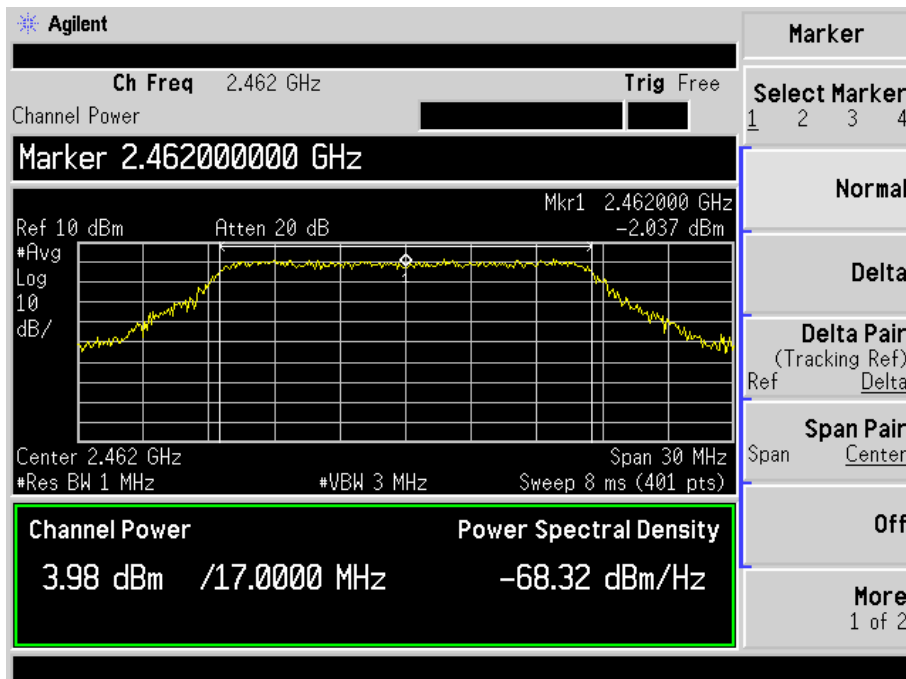 Agilent
Marker
Ch Freq 2.462 GHz Trig Free
Channel Power
Select Marker
1 2 3 4
Marker 2.462000000 GHz
Normal
Mkr1 2.462000 GHz
Ref 10 dBm Atten 20 dB -2.037 dBm
#Avg
Log
10
dB/
1
Delta
Delta Pair
(Tracking Ref)
Ref Delta
Span Pair
Span Center
Center 2.462 GHz Span 30 MHz
#Res BW 1 MHz #VBW 3 MHz Sweep 8 ms (401 pts)
Off
Channel Power Power Spectral Density
3.98 dBm /17.0000 MHz -68.32 dBm/Hz
More
1 of 2